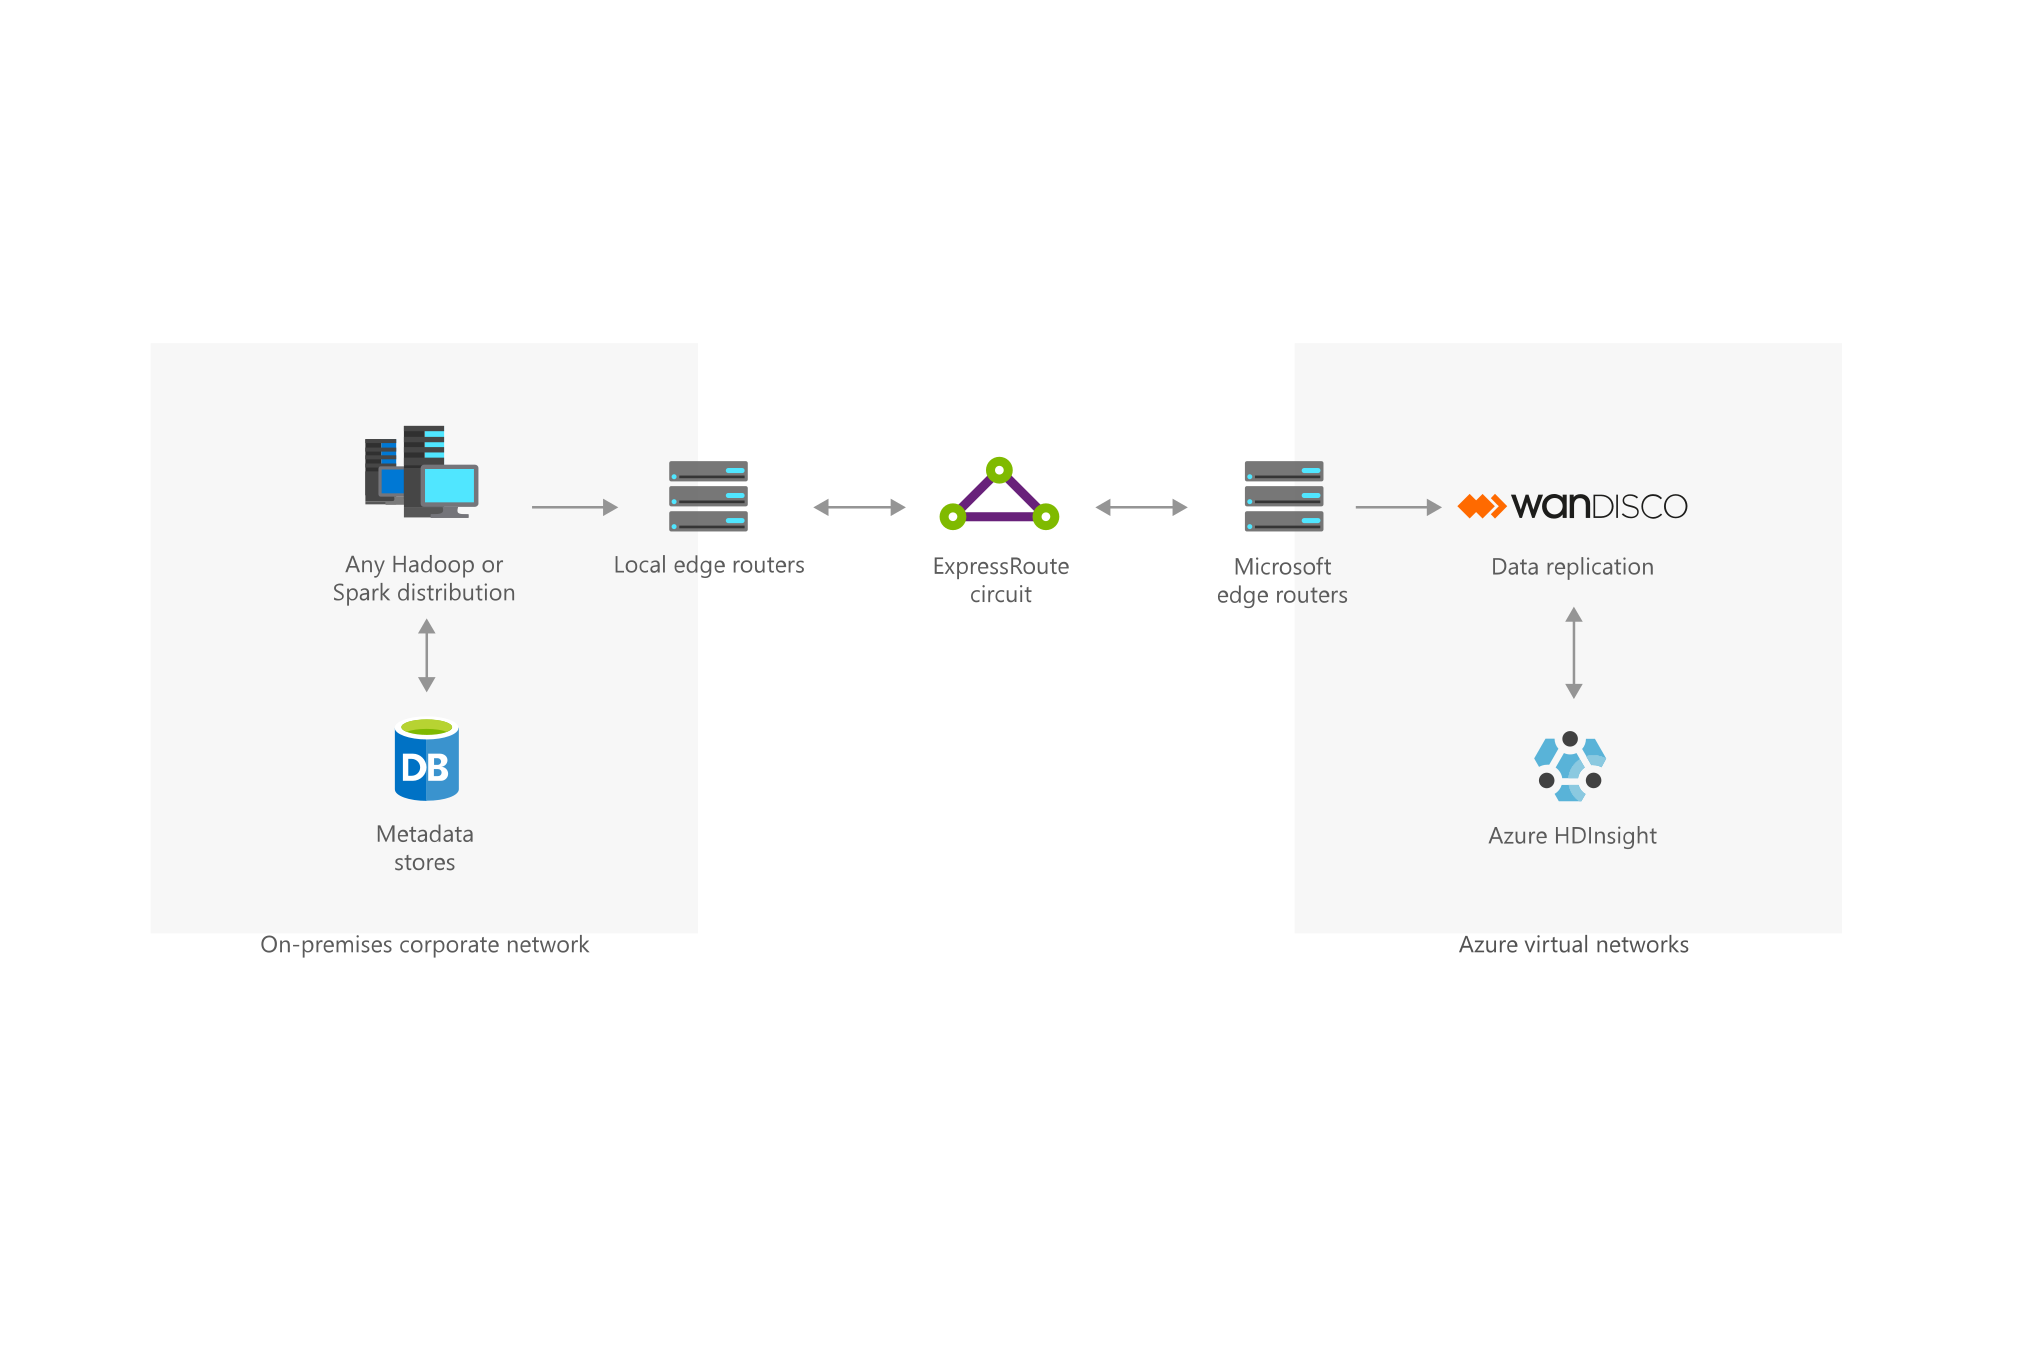 Any Hadoop or
Spark distribution
Local edge routers
ExpressRoute
circuit
Microsoft
edge routers
wanDISCO
Data replication
DB
Metadata
stores
Azure HDInsight
On-premises corporate network
Azure virtual networks